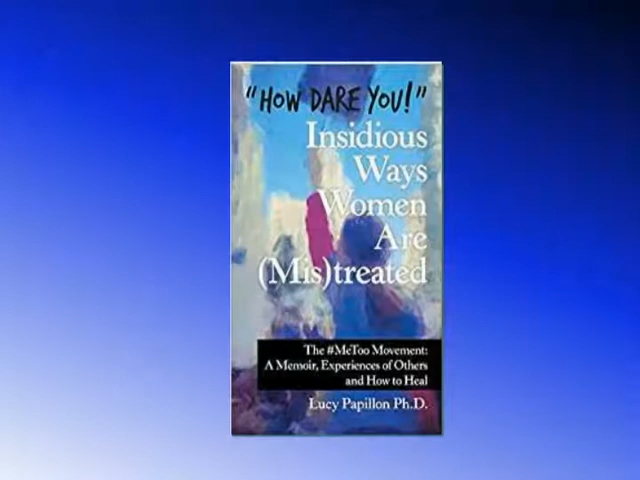 "HOW DARE YOU!"
Insidious
Ways
Women
Are
(Mis)treated
The #MeToo Movement:
A Memoir, Experiences of Others
and How to Heal
Lucy Papillon Ph.D.